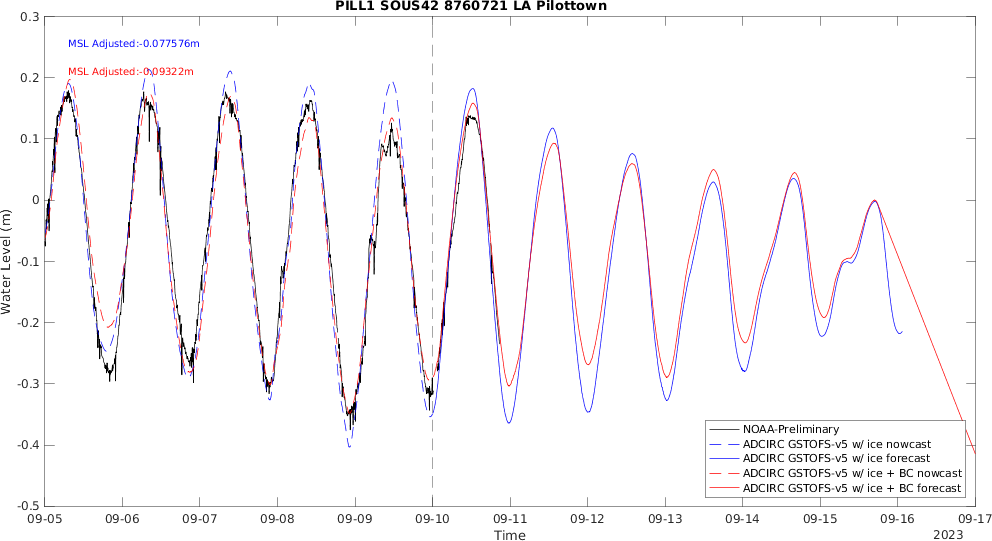 PILL1 SOUS42 8760721 LA Pilottown
0.3
MSL Adjusted:-0.077576m
MSL Adjusted:-0.09322m
0.2
0.1
0
-0.1
-0.2
-0.3
-0.4
-0.5
Water Level (m)
NOAA-Preliminary
ADCIRC GSTOFS-v5 w/ ice nowcast
ADCIRC GSTOFS-v5 w/ ice forecast
ADCIRC GSTOFS-v5 w/ ice + BC nowcast
ADCIRC GSTOFS-v5 w/ ice + BC forecast
09-05 09-06 09-07 09-08 09-09 09-10 09-11 09-12 09-13 09-14 09-15 09-16 09-17
Time
2023